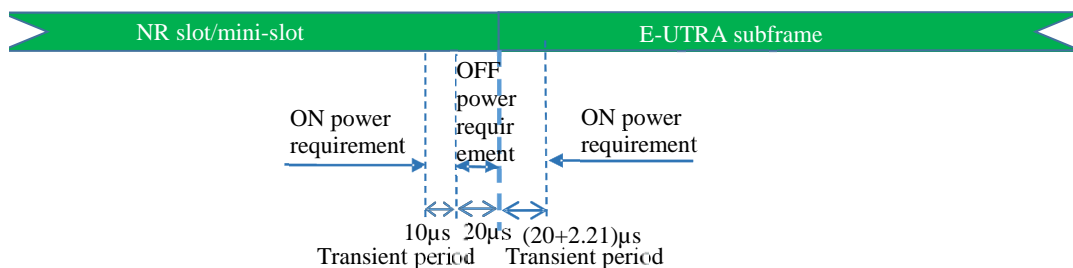 NR slot/mini-slot
E-UTRA subframe
OFF
power
requir
ement
ON power
requirement
ON power
requirement
10µs
20µs
(20+2.21)µs
Transient period
Transient period